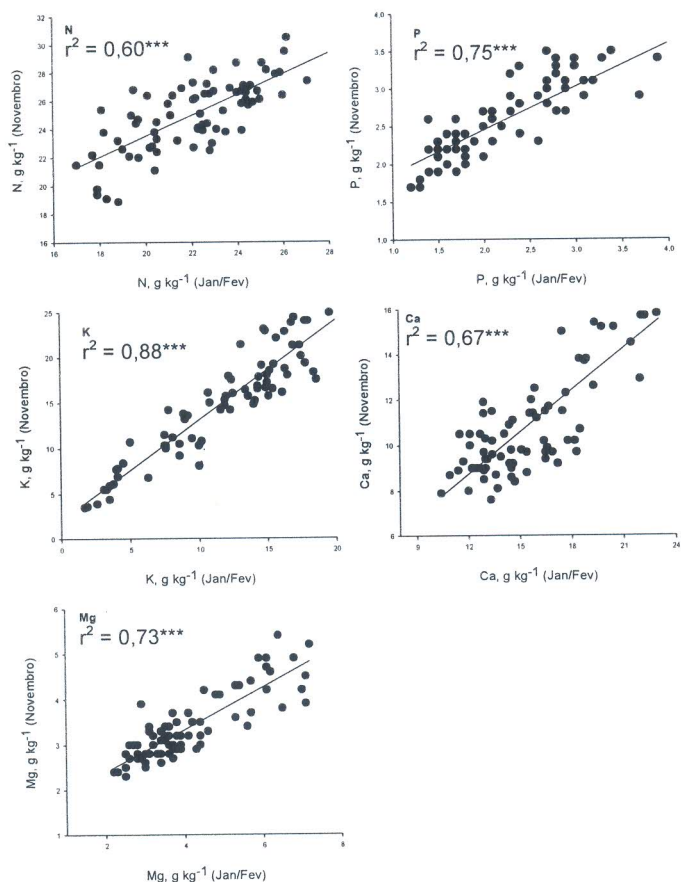 N
r² = 0,60***
N, g kg⁻¹ (Novembro)
32
30
28
26
24
22
20
18
16
16 18 20 22 24 26 28
N, g kg⁻¹ (Jan/Fev)
P
r² = 0,75***
P, g kg⁻¹ (Novembro)
4,0
3,5
3,0
2,5
2,0
1,5
1,0
1,0 1,5 2,0 2,5 3,0 3,5 4,0
P, g kg⁻¹ (Jan/Fev)
K
r² = 0,88***
K, g kg⁻¹ (Novembro)
25
20
15
10
5
0
0 5 10 15 20
K, g kg⁻¹ (Jan/Fev)
Ca
r² = 0,67***
Ca, g kg⁻¹ (Novembro)
16
14
12
10
8
6
9 12 15 18 21 24
Ca, g kg⁻¹ (Jan/Fev)
Mg
r² = 0,73***
Mg, g kg⁻¹ (Novembro)
6
5
4
3
2
1
2 4 6 8
Mg, g kg⁻¹ (Jan/Fev)